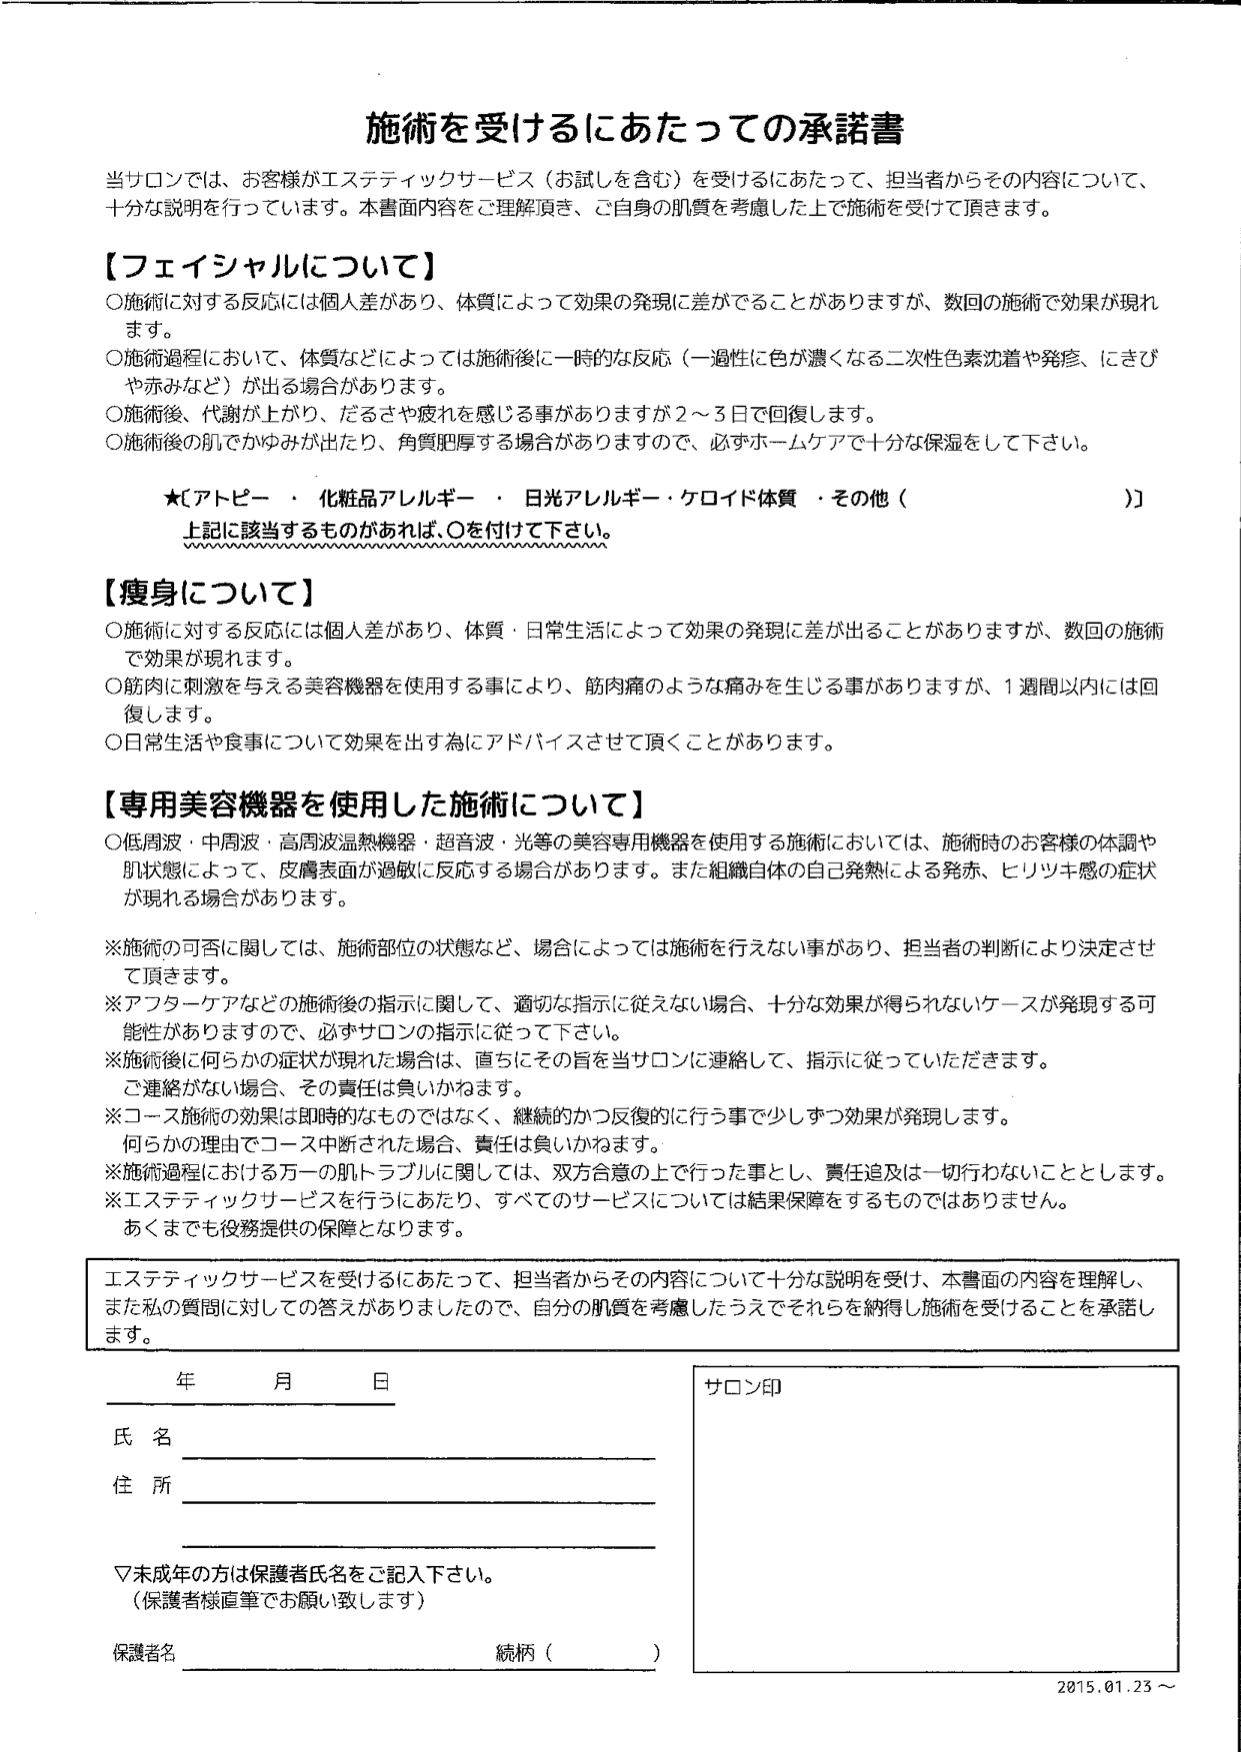 施術を受けるにあたっての承諾書
当サロンでは、お客様がエステティックサービス（お試しを含む）を受けるにあたって、担当者からその内容について、
十分な説明を行っています。本書面内容をご理解頂き、ご自身の肌質を考慮した上で施術を受けて頂きます。
【フェイシャルについて】
○施術に対する反応には個人差があり、体質によって効果の発現に差がでることがありますが、数回の施術で効果が現れ
ます。
○施術過程において、体質などによっては施術後に一時的な反応（一過性に色が濃くなる二次性色素沈着や発疹、にきび
や赤みなど）が出る場合があります。
○施術後、代謝が上がり、だるさや疲れを感じる事がありますが２～３日で回復します。
○施術後の肌でかゆみが出たり、角質肥厚する場合がありますので、必ずホームケアで十分な保湿をして下さい。
★〔アトピー ・ 化粧品アレルギー ・ 日光アレルギー・ケロイド体質 ・その他（ )〕
上記に該当するものがあれば、○を付けて下さい。
【痩身について】
○施術に対する反応には個人差があり、体質・日常生活によって効果の発現に差が出ることがありますが、数回の施術
で効果が現れます。
○筋肉に刺激を与える美容機器を使用する事により、筋肉痛のような痛みを生じる事がありますが、1 週間以内には回
復します。
○日常生活や食事について効果を出す為にアドバイスさせて頂くことがあります。
【専用美容機器を使用した施術について】
○低周波・中周波・高周波温熱機器・超音波・光等の美容専用機器を使用する施術においては、施術時のお客様の体調や
肌状態によって、皮膚表面が過敏に反応する場合があります。また組織自体の自己発熱による発赤、ヒリツキ感の症状
が現れる場合があります。
※施術の可否に関しては、施術部位の状態など、場合によっては施術を行えない事があり、担当者の判断により決定させ
て頂きます。
※アフターケアなどの施術後の指示に関して、適切な指示に従えない場合、十分な効果が得られないケースが発現する可
能性がありますので、必ずサロンの指示に従って下さい。
※施術後に何らかの症状が現れた場合は、直ちにその旨を当サロンに連絡して、指示に従っていただきます。
ご連絡がない場合、その責任は負いかねます。
※コース施術の効果は即時的なものではなく、継続的かつ反復的に行う事で少しずつ効果が発現します。
何らかの理由でコース中断された場合、責任は負いかねます。
※施術過程における万一の肌トラブルに関しては、双方合意の上で行った事とし、責任追及は一切行わないこととします。
※エステティックサービスを行うにあたり、すべてのサービスについては結果保障をするものではありません。
あくまでも役務提供の保障となります。
エステティックサービスを受けるにあたって、担当者からその内容について十分な説明を受け、本書面の内容を理解し、
また私の質問に対しての答えがありましたので、自分の肌質を考慮したうえでそれらを納得し施術を受けることを承諾し
ます。
年 月 日
サロン印
氏 名
住 所
▽未成年の方は保護者氏名をご記入下さい。
（保護者様直筆でお願い致します）
保護者名 続柄（ ）
2015.01.23 ～